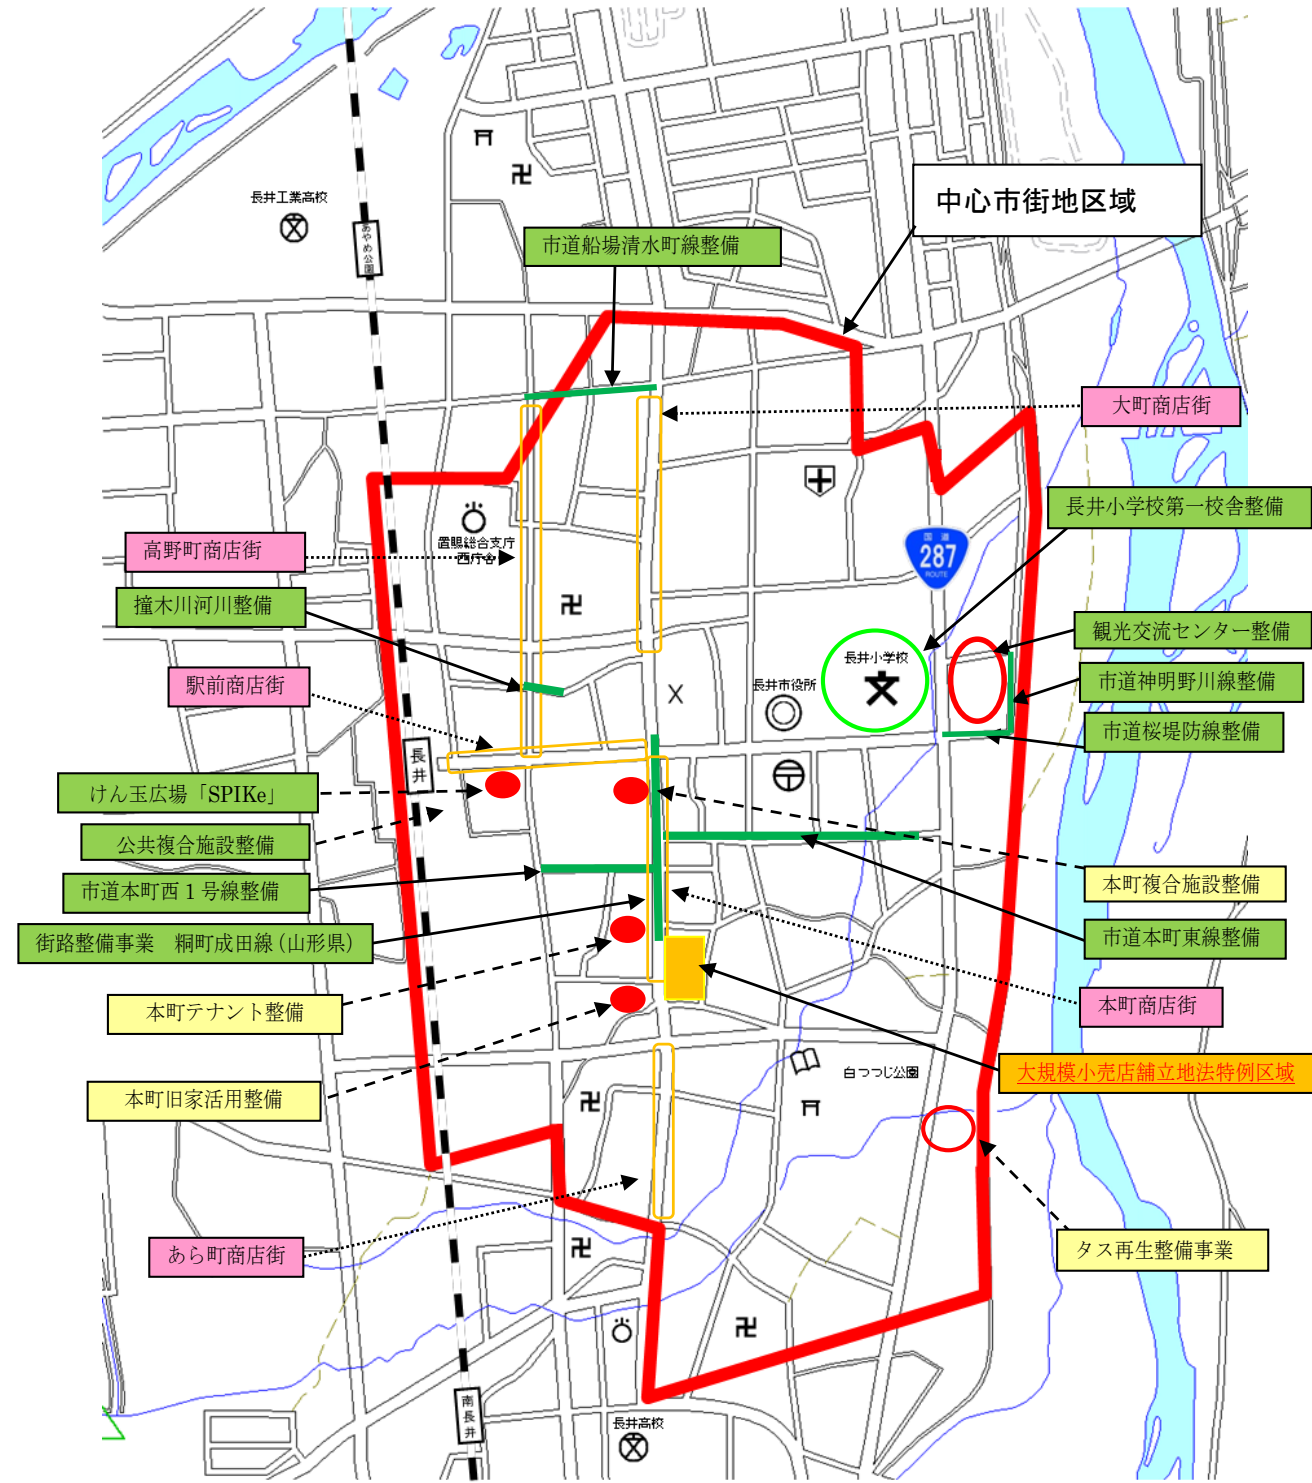 長井工業高校
あやめ公園
中心市街地区域
市道船場清水町線整備
大町商店街
長井小学校第一校舎整備
置賜総合支庁
西庁舎
国道
287
ROUTE
高野町商店街
撞木川河川整備
観光交流センター整備
長井小学校
市道神明野川線整備
駅前商店街
長井市役所
市道桜堤防線整備
長井
けん玉広場「SPIKe」
公共複合施設整備
市道本町西1号線整備
本町複合施設整備
街路整備事業 粡町成田線(山形県)
市道本町東線整備
本町テナント整備
本町商店街
大規模小売店舗立地法特例区域
白つつじ公園
本町旧家活用整備
あら町商店街
タス再生整備事業
南長井
長井高校